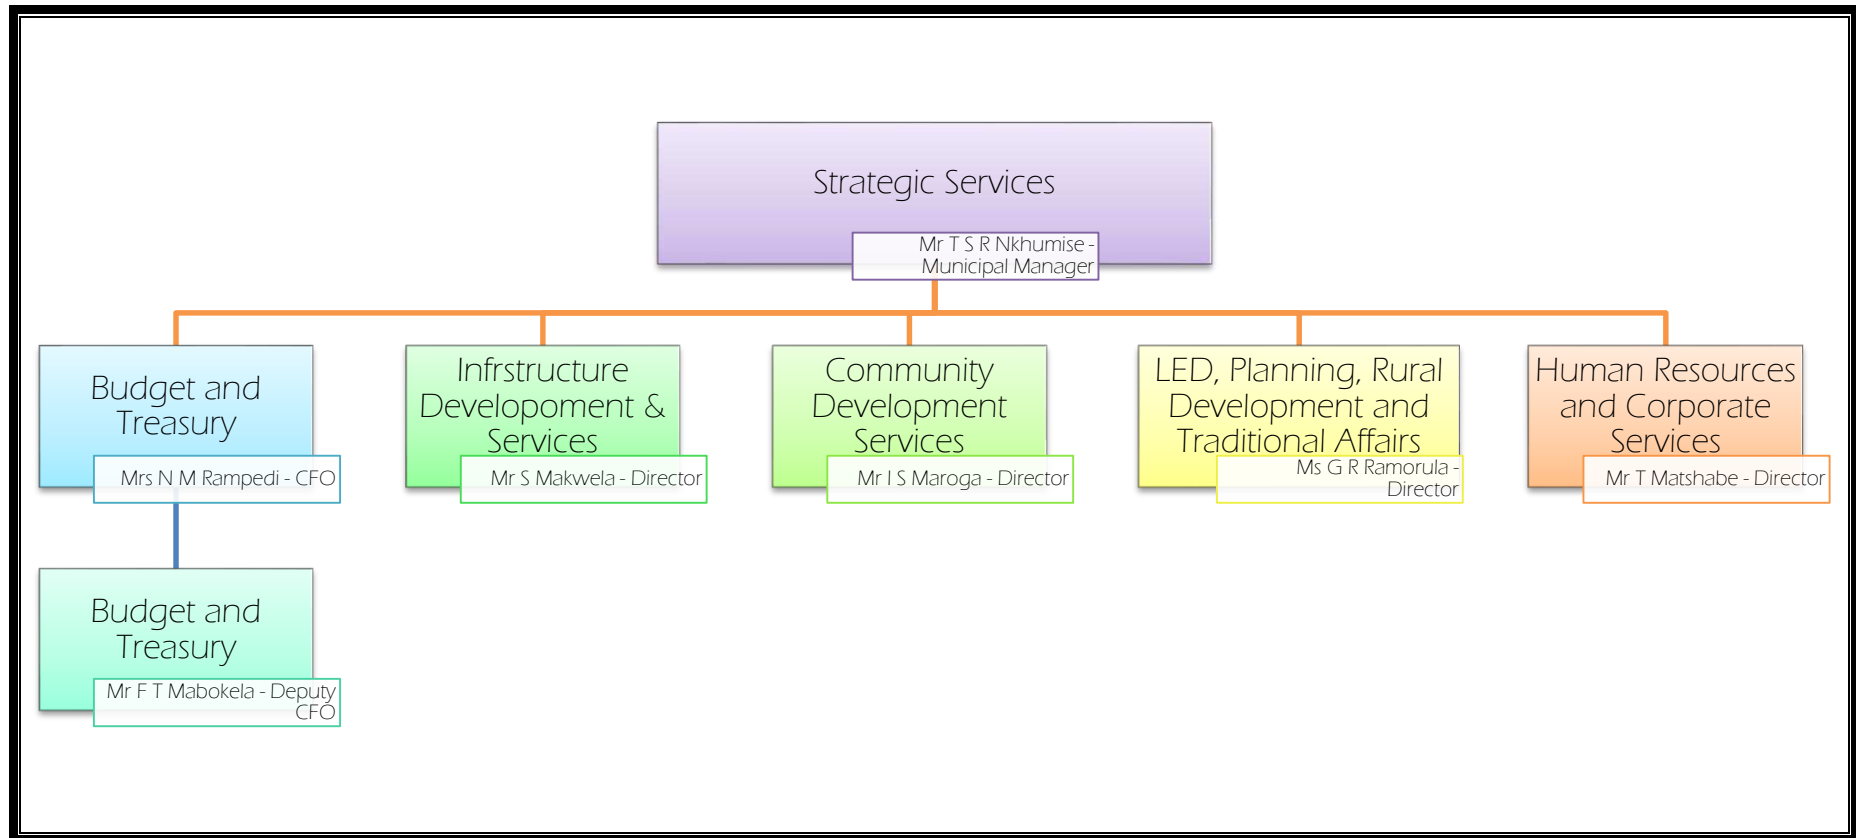 Strategic Services
Mr T S R Nkhumise -
Municipal Manager
Budget and
Treasury
Mrs N M Rampedi - CFO
Infrstructure
Developoment &
Services
Mr S Makwela - Director
Community
Development
Services
Mr I S Maroga - Director
LED, Planning, Rural
Development and
Traditional Affairs
Ms G R Ramorula -
Director
Human Resources
and Corporate
Services
Mr T Matshabe - Director
Budget and
Treasury
Mr F T Mabokela - Deputy
CFO